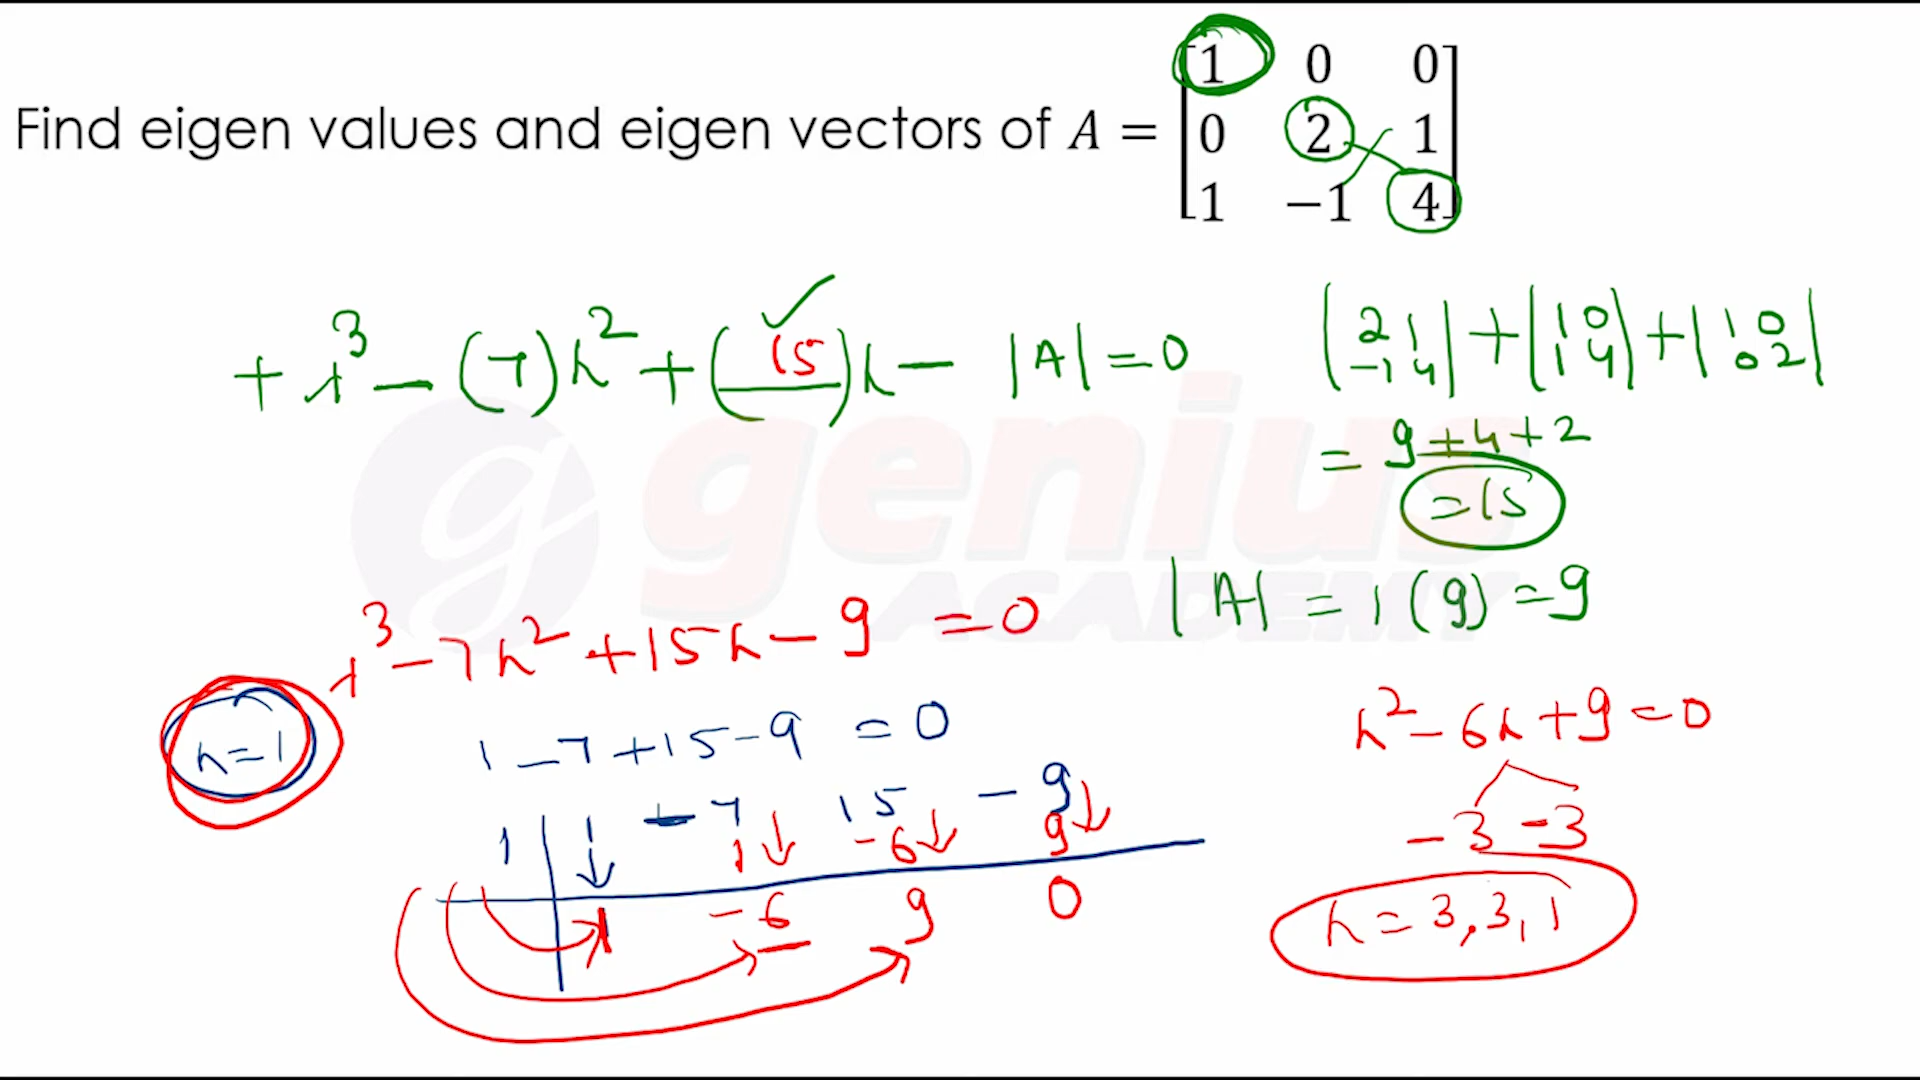 Find eigen values and eigen vectors of A = [1 0 0
0 2 1
1 −1 4]
+ λ³ − (7)λ² + (15)λ − |A| = 0
|2 1
−1 4| + |1 0
1 4| + |1 0
0 2|
= 9+4+2
=15
|A| = 1(9) = 9
genius
ACADEMY
λ³ − 7λ² + 15λ − 9 = 0
λ=1
1 − 7 + 15 − 9 = 0
1 | 1 −7 15 −9
1 −6 9
1 −6 9 0
λ² − 6λ + 9 = 0
−3 −3
λ = 3, 3, 1